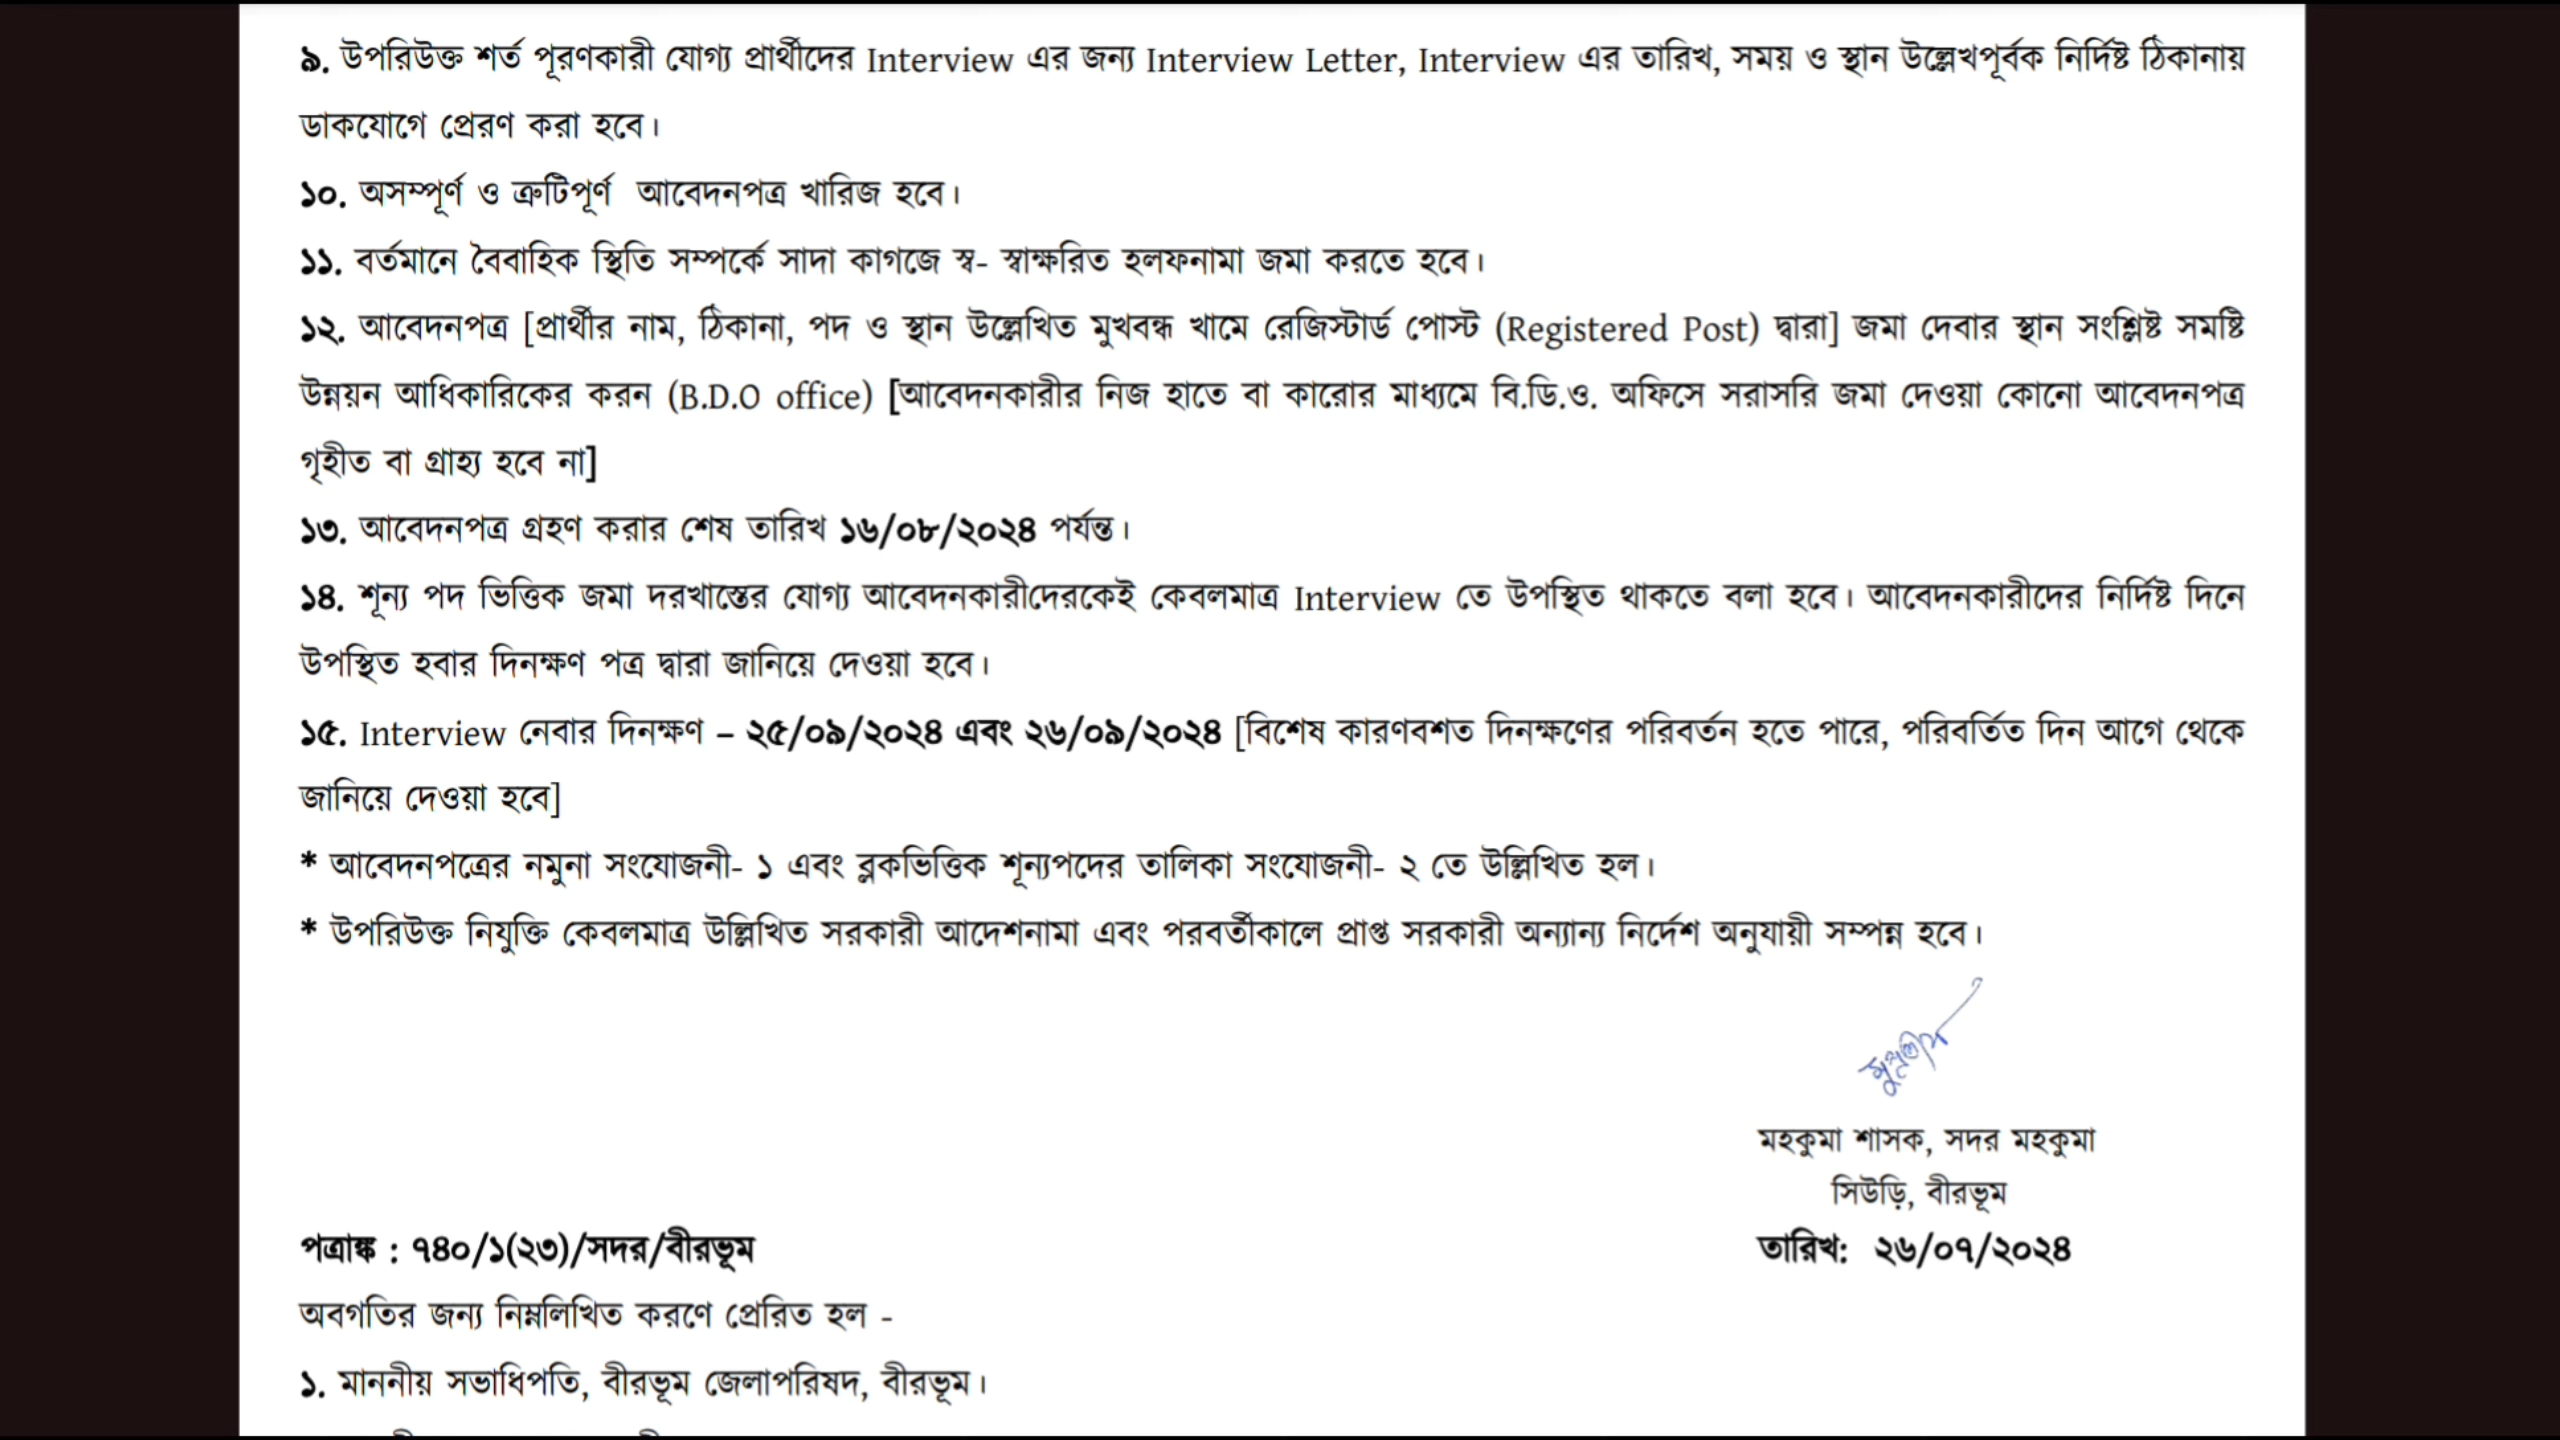 ৯. উপরিউক্ত শর্ত পূরণকারী যোগ্য প্রার্থীদের Interview এর জন্য Interview Letter, Interview এর তারিখ, সময় ও স্থান উল্লেখপূর্বক নির্দিষ্ট ঠিকানায়
ডাকযোগে প্রেরণ করা হবে।
১০. অসম্পূর্ণ ও ত্রুটিপূর্ণ আবেদনপত্র খারিজ হবে।
১১. বর্তমানে বৈবাহিক স্থিতি সম্পর্কে সাদা কাগজে স্ব- স্বাক্ষরিত হলফনামা জমা করতে হবে।
১২. আবেদনপত্র [প্রার্থীর নাম, ঠিকানা, পদ ও স্থান উল্লেখিত মুখবন্ধ খামে রেজিস্টার্ড পোস্ট (Registered Post) দ্বারা] জমা দেবার স্থান সংশ্লিষ্ট সমষ্টি
উন্নয়ন আধিকারিকের করন (B.D.O office) [আবেদনকারীর নিজ হাতে বা কারোর মাধ্যমে বি.ডি.ও. অফিসে সরাসরি জমা দেওয়া কোনো আবেদনপত্র
গৃহীত বা গ্রাহ্য হবে না]
১৩. আবেদনপত্র গ্রহণ করার শেষ তারিখ ১৬/০৮/২০২৪ পর্যন্ত।
১৪. শূন্য পদ ভিত্তিক জমা দরখাস্তের যোগ্য আবেদনকারীদেরকেই কেবলমাত্র Interview তে উপস্থিত থাকতে বলা হবে। আবেদনকারীদের নির্দিষ্ট দিনে
উপস্থিত হবার দিনক্ষণ পত্র দ্বারা জানিয়ে দেওয়া হবে।
১৫. Interview নেবার দিনক্ষণ – ২৫/০৯/২০২৪ এবং ২৬/০৯/২০২৪ [বিশেষ কারণবশত দিনক্ষণের পরিবর্তন হতে পারে, পরিবর্তিত দিন আগে থেকে
জানিয়ে দেওয়া হবে]
* আবেদনপত্রের নমুনা সংযোজনী- ১ এবং ব্লকভিত্তিক শূন্যপদের তালিকা সংযোজনী- ২ তে উল্লিখিত হল।
* উপরিউক্ত নিযুক্তি কেবলমাত্র উল্লিখিত সরকারী আদেশনামা এবং পরবর্তীকালে প্রাপ্ত সরকারী অন্যান্য নির্দেশ অনুযায়ী সম্পন্ন হবে।
মহকুমা শাসক, সদর মহকুমা
সিউড়ি, বীরভূম
পত্রাঙ্ক : ৭৪০/১(২৩)/সদর/বীরভূম
তারিখ: ২৬/০৭/২০২৪
অবগতির জন্য নিম্নলিখিত করণে প্রেরিত হল -
১. মাননীয় সভাধিপতি, বীরভূম জেলাপরিষদ, বীরভূম।